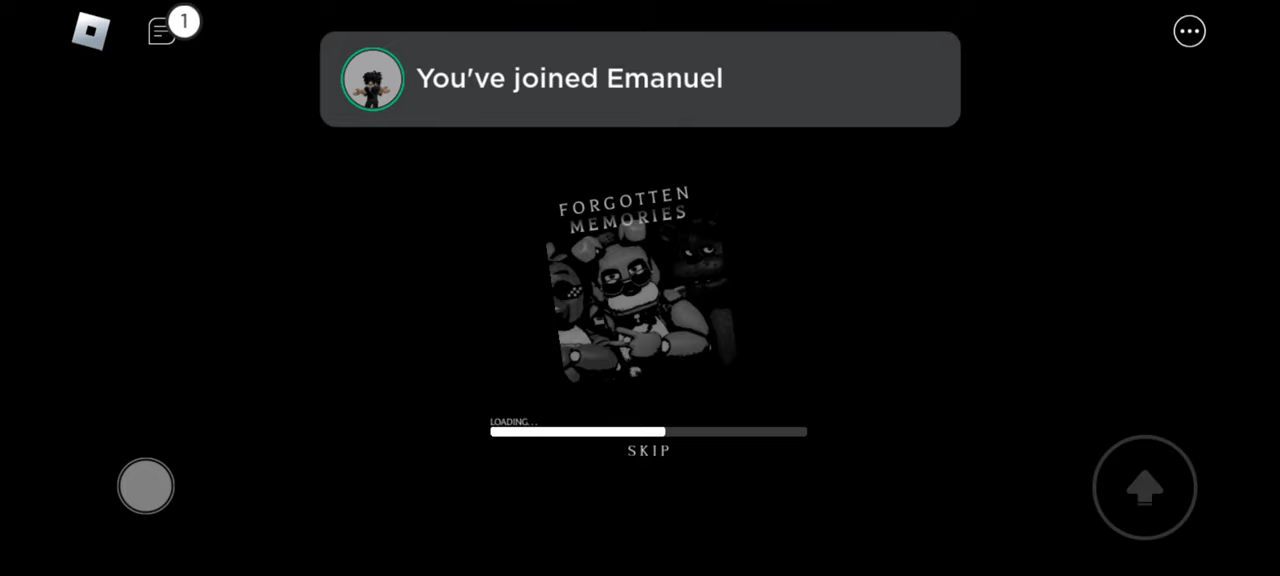 1
You've joined Emanuel
FORGOTTEN
MEMORIES
LOADING...
SKIP